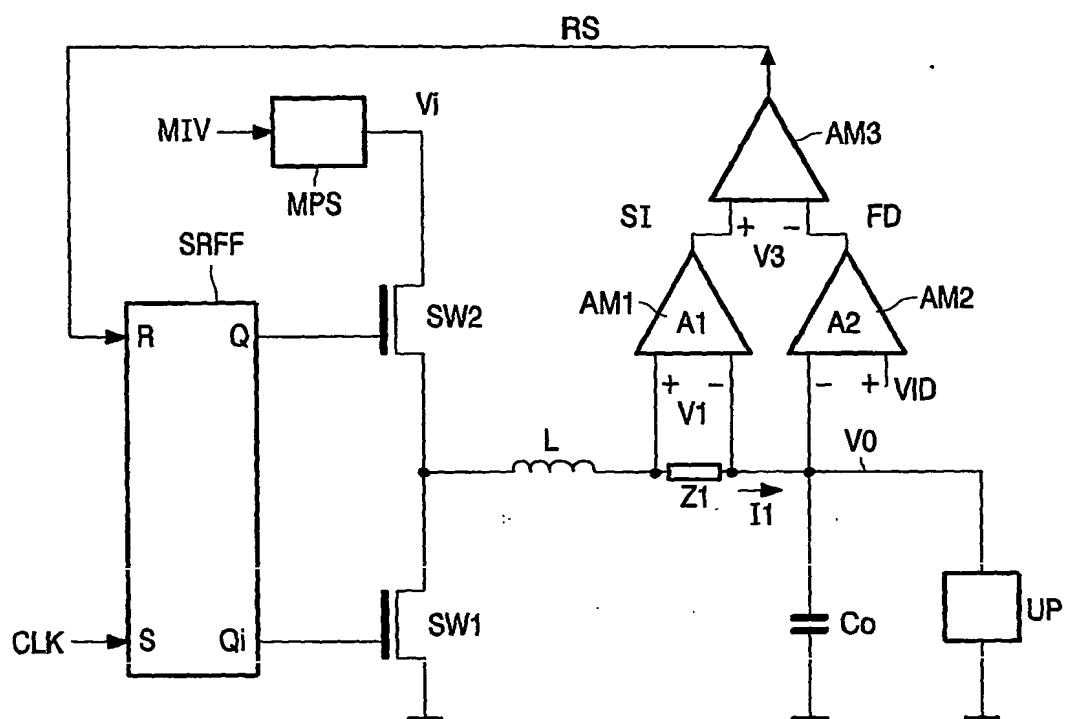 RS
MIV
Vi
MPS
AM3
SI
FD
+ V3 −
SRFF
AM1
A1
A2
AM2
R
Q
SW2
+ V1 −
− +
VID
L
Z1
I1
V0
CLK
S
Qi
SW1
Co
UP